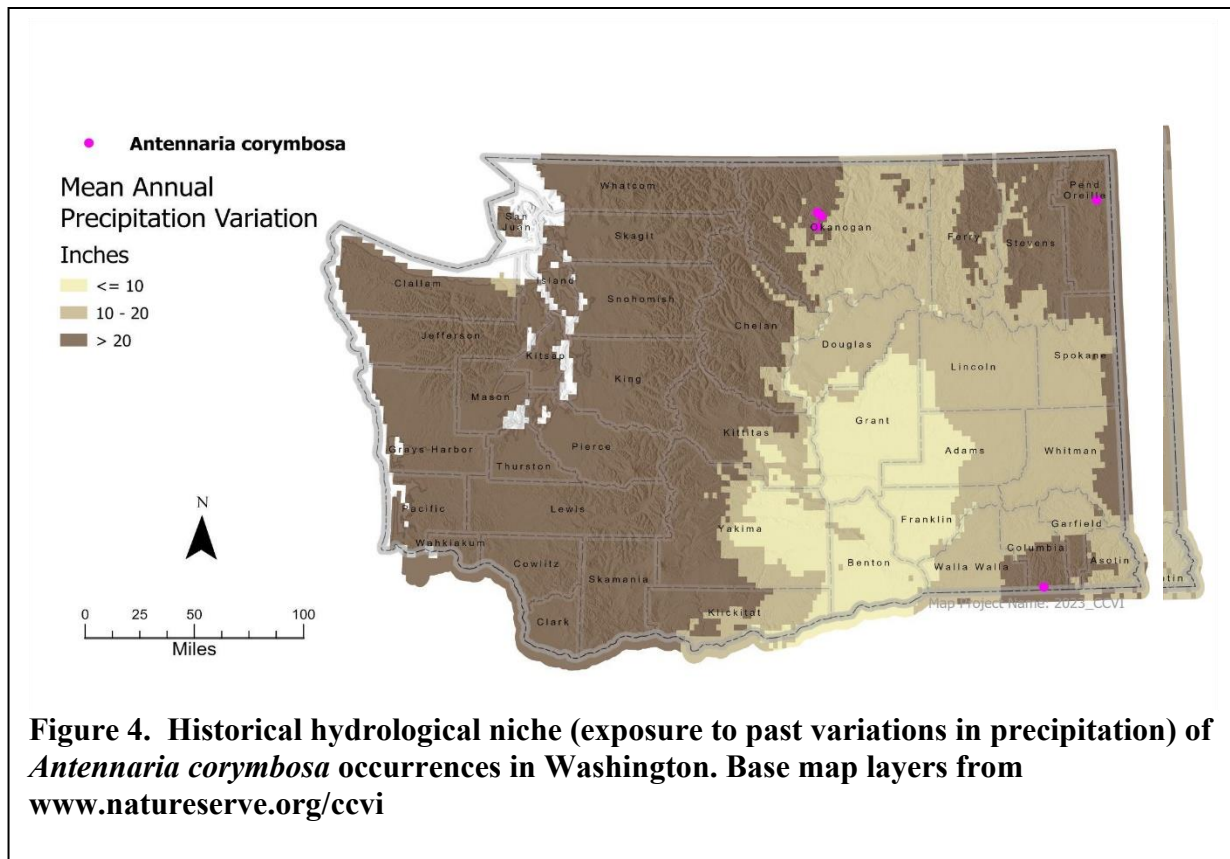 Antennaria corymbosa
Mean Annual
Precipitation Variation
Inches
<= 10
10 - 20
> 20
Whatcom
San
Juan
Skagit
Island
Clallam
Snohomish
Jefferson
Kitsap
King
Mason
Grays Harbor
Thurston
Pierce
Pacific
Lewis
Wahkiakum
Cowlitz
Skamania
Clark
Klickitat
Okanogan
Ferry
Stevens
Pend
Oreille
Chelan
Douglas
Lincoln
Spokane
Kittitas
Grant
Adams
Whitman
Yakima
Franklin
Benton
Walla Walla
Columbia
Garfield
Asotin
otin
Map Project Name: 2023_CCVI
N
0 50 100
Miles
Figure 4. Historical hydrological niche (exposure to past variations in precipitation) of
Antennaria corymbosa occurrences in Washington. Base map layers from
www.natureserve.org/ccvi